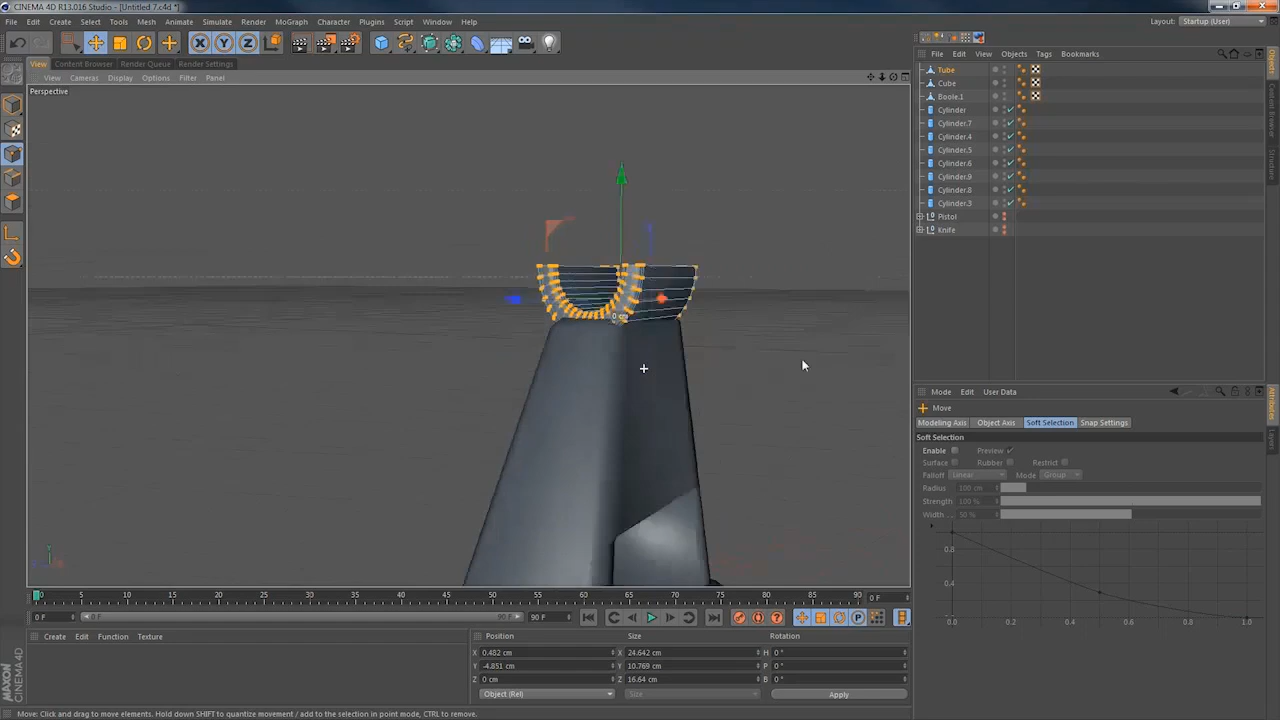 CINEMA 4D R13.016 Studio - [Untitled 7.c4d *]
File Edit Create Select Tools Mesh Animate Simulate Render MoGraph Character Plugins Script Window Help
Layout: Startup (User)
View Content Browser Render Queue Render Settings
View Cameras Display Options Filter Panel
Perspective
0 cm
File Edit View Objects Tags Bookmarks
Tube
Cube
Boole.1
Cylinder
Cylinder.7
Cylinder.4
Cylinder.5
Cylinder.6
Cylinder.9
Cylinder.8
Cylinder.3
Pistol
Knife
Objects
Content Browser
Structure
Mode Edit User Data
Move
Modeling Axis Object Axis Soft Selection Snap Settings
Soft Selection
Enable Preview
Surface Rubber Restrict
Falloff Linear Mode Group
Radius 100 cm
Strength 100 %
Width ... 50 %
0.8
0.4
0.0 0.2 0.4 0.6 0.8 1.0
Attributes
Layers
0 5 10 15 20 25 30 35 40 45 50 55 60 65 70 75 80 85 90 0 F
0 F 0 F 90 F 90 F
Create Edit Function Texture
Position Size Rotation
X 0.482 cm X 24.642 cm H 0 °
Y -4.851 cm Y 10.769 cm P 0 °
Z 0 cm Z 16.64 cm B 0 °
Object (Rel) Size Apply
MAXON CINEMA 4D
Move: Click and drag to move elements. Hold down SHIFT to quantize movement / add to the selection in point mode, CTRL to remove.